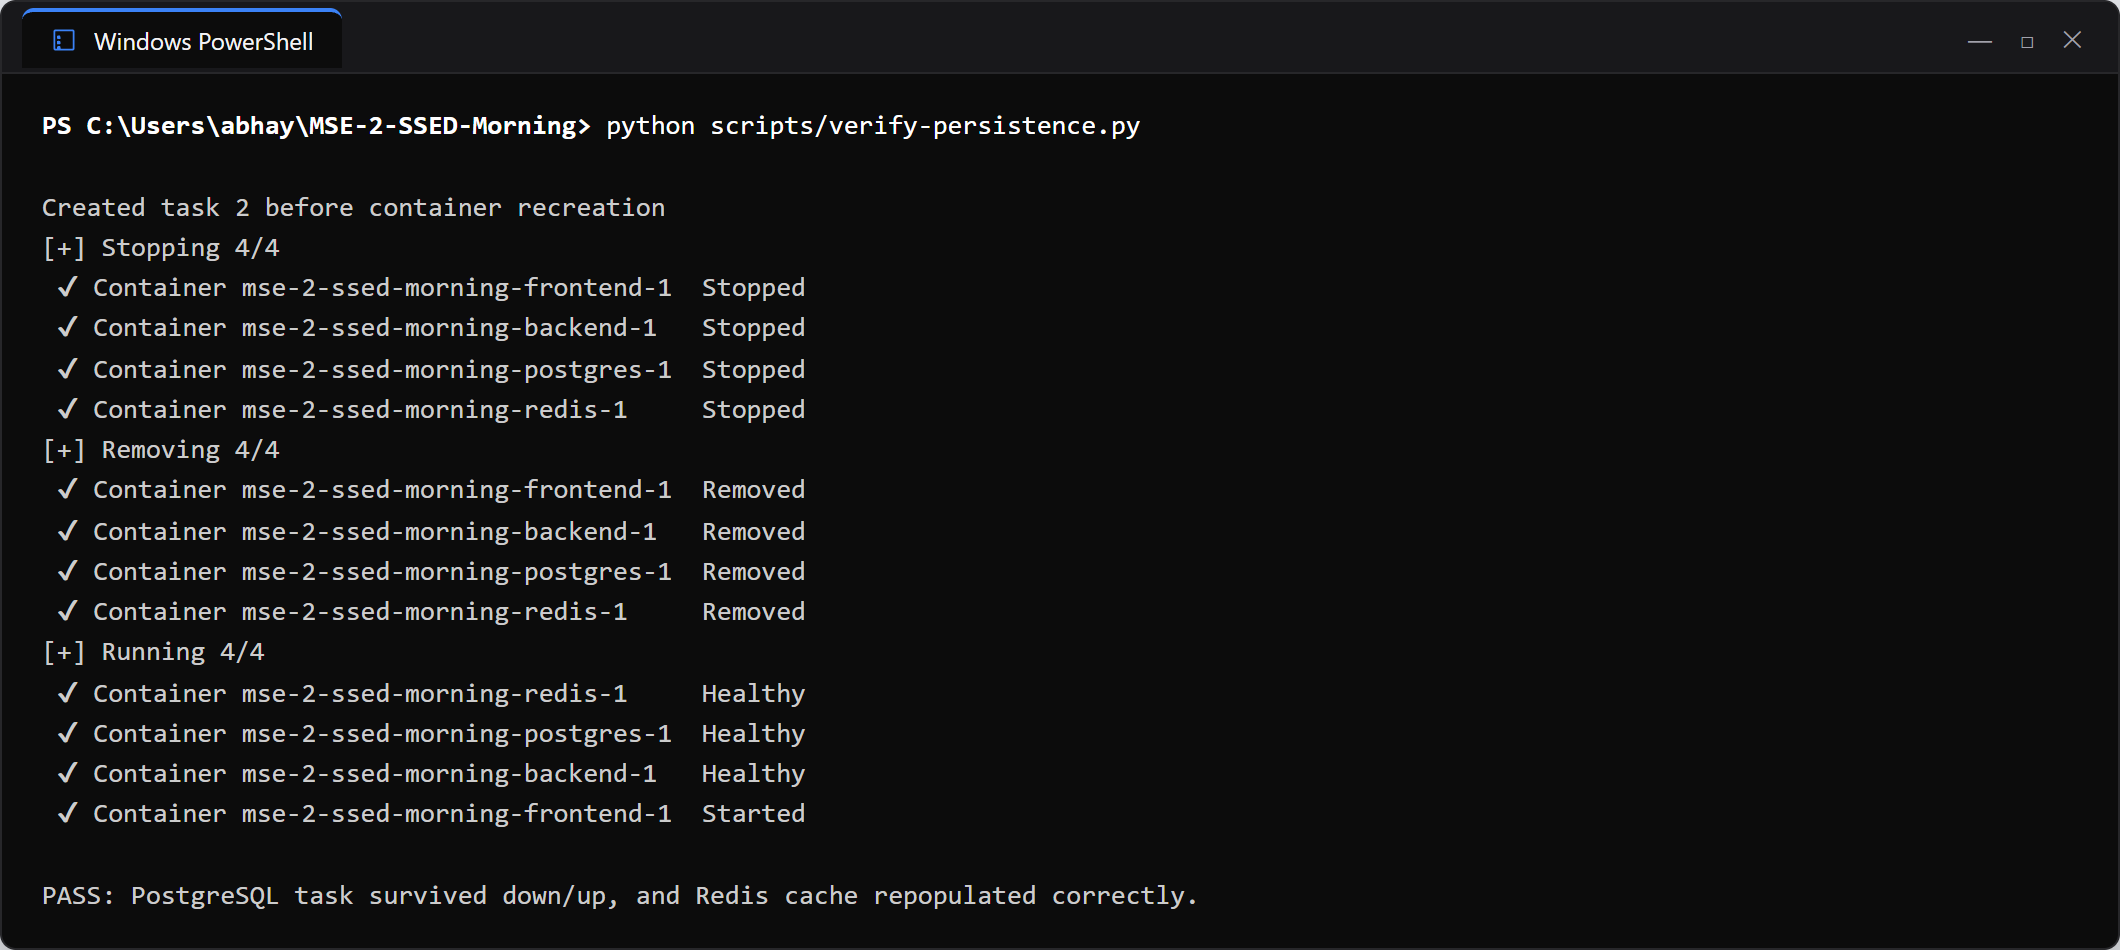 Windows PowerShell
PS C:\Users\abhay\MSE-2-SSED-Morning> python scripts/verify-persistence.py
Created task 2 before container recreation
[+] Stopping 4/4
✓ Container mse-2-ssed-morning-frontend-1 Stopped
✓ Container mse-2-ssed-morning-backend-1 Stopped
✓ Container mse-2-ssed-morning-postgres-1 Stopped
✓ Container mse-2-ssed-morning-redis-1 Stopped
[+] Removing 4/4
✓ Container mse-2-ssed-morning-frontend-1 Removed
✓ Container mse-2-ssed-morning-backend-1 Removed
✓ Container mse-2-ssed-morning-postgres-1 Removed
✓ Container mse-2-ssed-morning-redis-1 Removed
[+] Running 4/4
✓ Container mse-2-ssed-morning-redis-1 Healthy
✓ Container mse-2-ssed-morning-postgres-1 Healthy
✓ Container mse-2-ssed-morning-backend-1 Healthy
✓ Container mse-2-ssed-morning-frontend-1 Started
PASS: PostgreSQL task survived down/up, and Redis cache repopulated correctly.